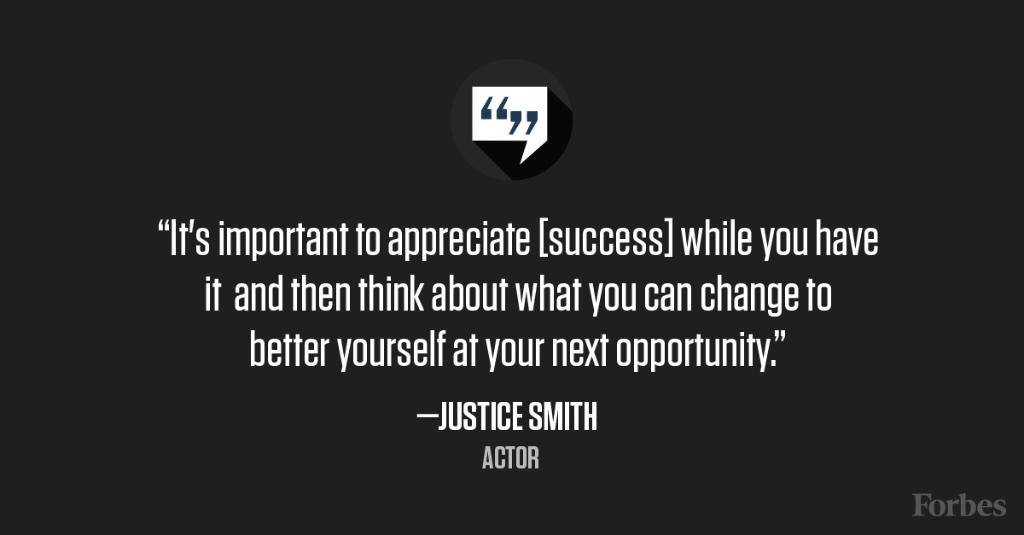 “It's important to appreciate [success] while you have
it and then think about what you can change to
better yourself at your next opportunity.”
—JUSTICE SMITH
ACTOR
Forbes